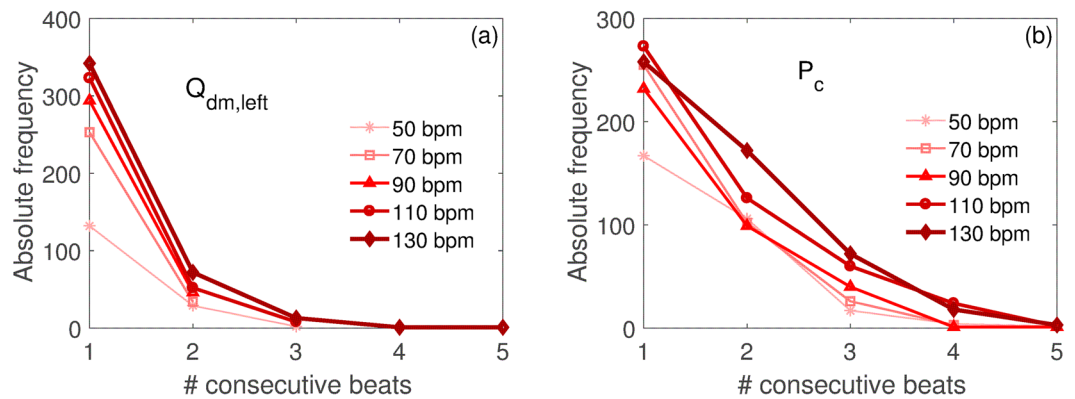 (a)
Q_dm,left
Absolute frequency
400
300
200
100
0
50 bpm
70 bpm
90 bpm
110 bpm
130 bpm
1 2 3 4 5
# consecutive beats
(b)
P_c
Absolute frequency
300
200
100
0
50 bpm
70 bpm
90 bpm
110 bpm
130 bpm
1 2 3 4 5
# consecutive beats